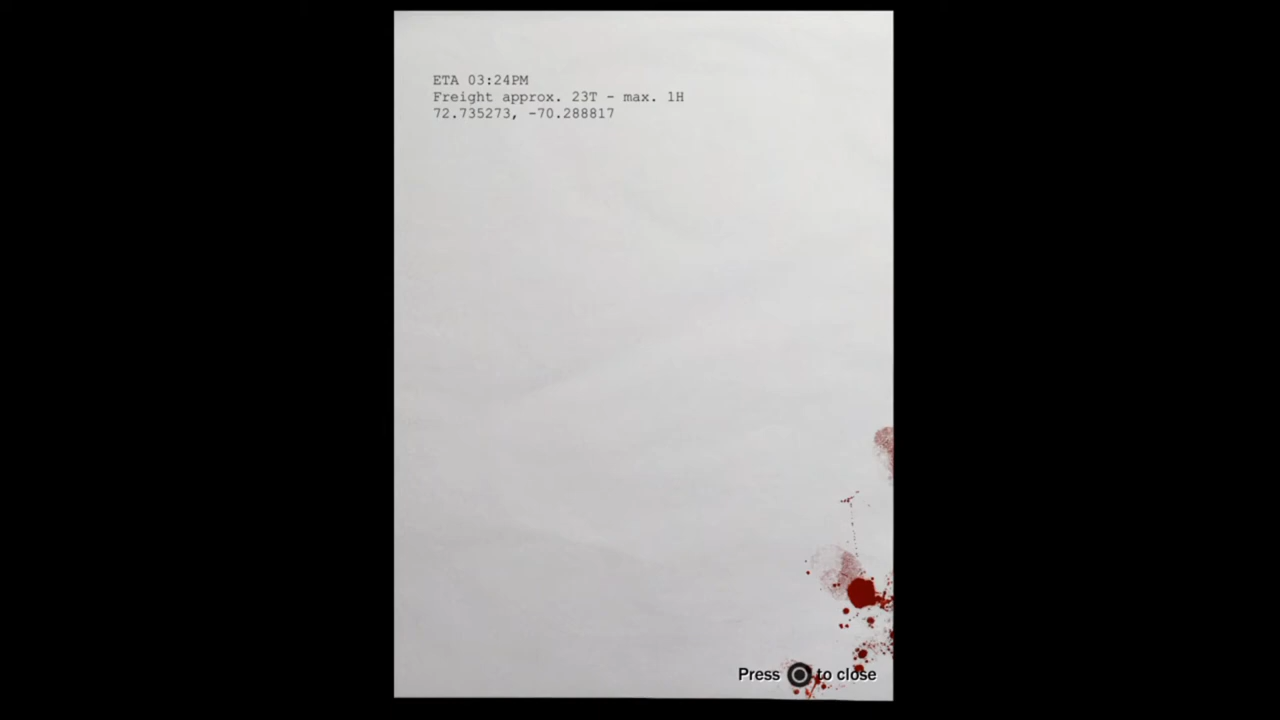 ETA 03:24PM
Freight approx. 23T - max. 1H
72.735273, -70.288817
Press to close